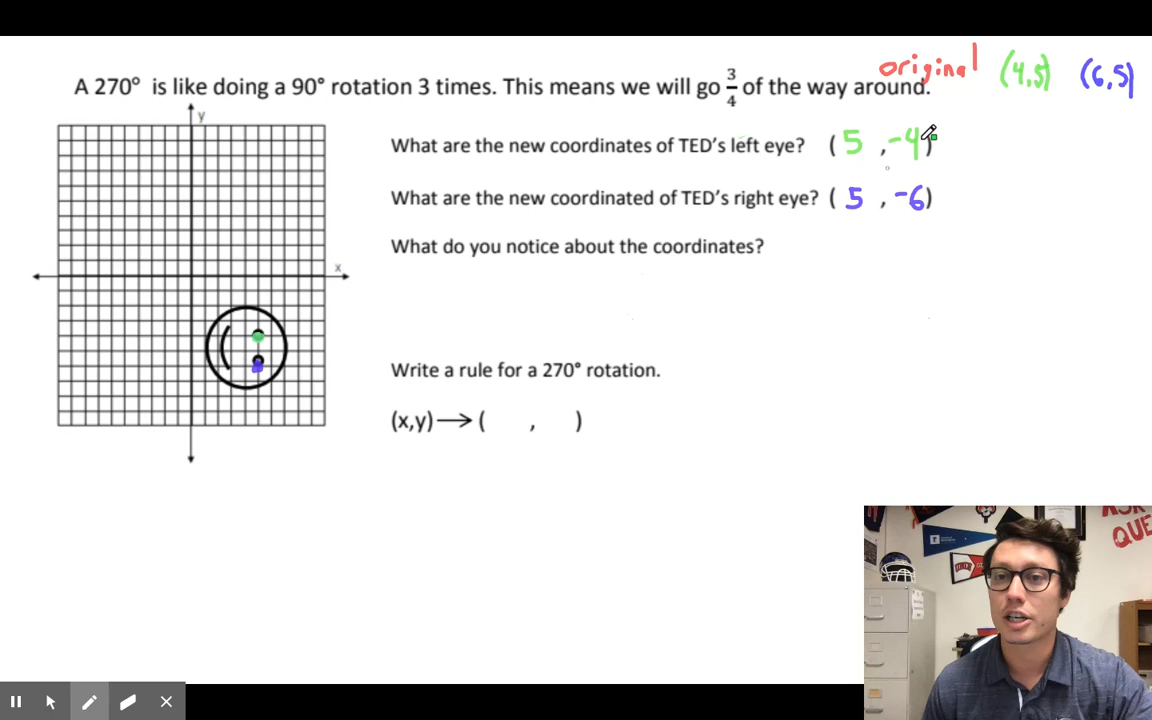 original (4,5) (6,5)
A 270° is like doing a 90° rotation 3 times. This means we will go 3/4 of the way around.
y
x
What are the new coordinates of TED's left eye? (5 ,-4)
What are the new coordinated of TED's right eye? (5 ,-6)
What do you notice about the coordinates?
Write a rule for a 270° rotation.
(x,y)→( , )
ASK
QUE